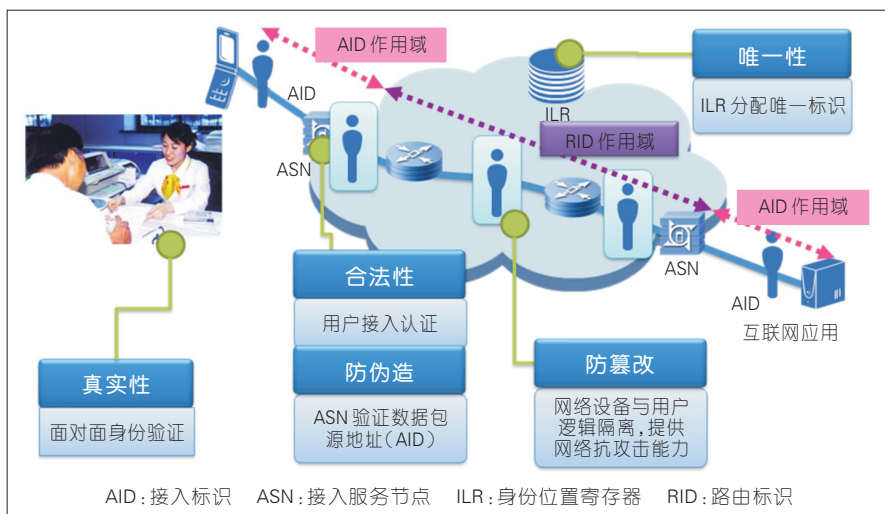 AID 作用域
唯一性
ILR 分配唯一标识
AID
ILR
ASN
RID 作用域
AID 作用域
ASN
AID
互联网应用
合法性
用户接入认证
防伪造
ASN 验证数据包
源地址(AID)
防篡改
网络设备与用户
逻辑隔离,提供
网络抗攻击能力
真实性
面对面身份验证
AID:接入标识 ASN:接入服务节点 ILR:身份位置寄存器 RID:路由标识